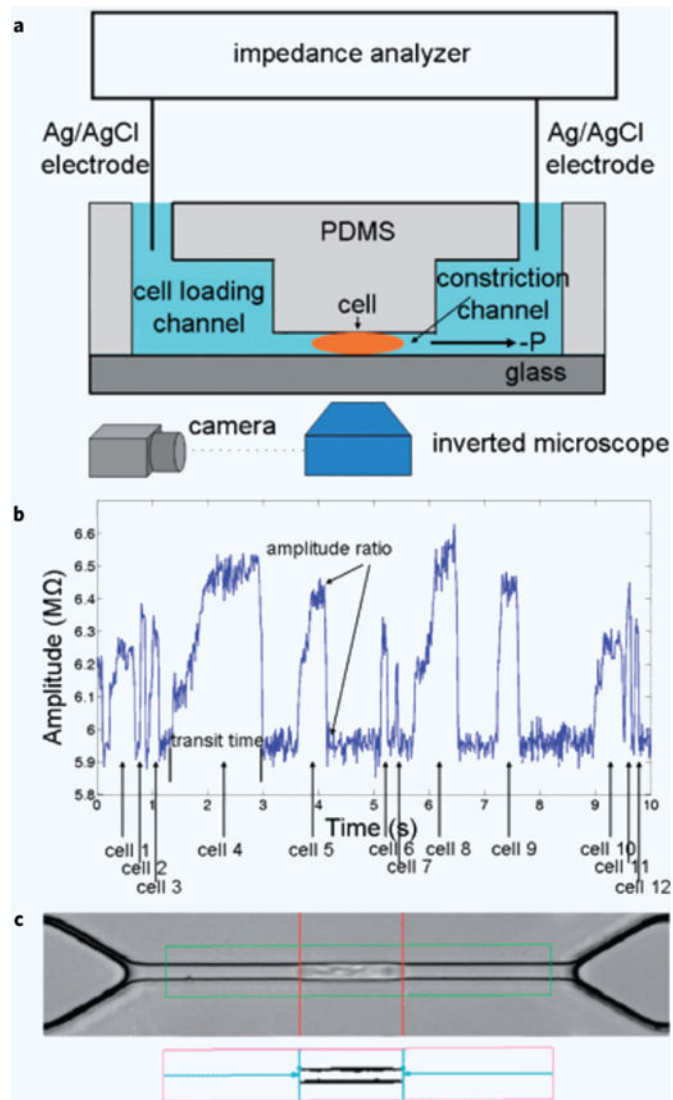 a
impedance analyzer
Ag/AgCl
electrode
Ag/AgCl
electrode
PDMS
cell loading
channel
cell
constriction
channel
-P
glass
camera
inverted microscope
b
Amplitude (MΩ)
6.6
6.5
6.4
6.3
6.2
6.1
6
5.9
5.8
amplitude ratio
transit time
0 1 2 3 4 5 6 7 8 9 10
Time (s)
cell 1
cell 2
cell 3
cell 4
cell 5
cell 6
cell 7
cell 8
cell 9
cell 10
cell 11
cell 12
c